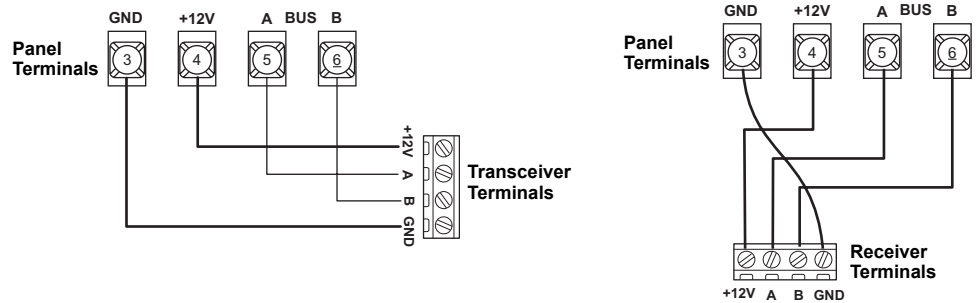 GND +12V A BUS B
Panel
Terminals
3 4 5 6
+12V
A
B
GND
Transceiver
Terminals
GND +12V A BUS B
Panel
Terminals
3 4 5 6
Receiver
Terminals
+12V A B GND